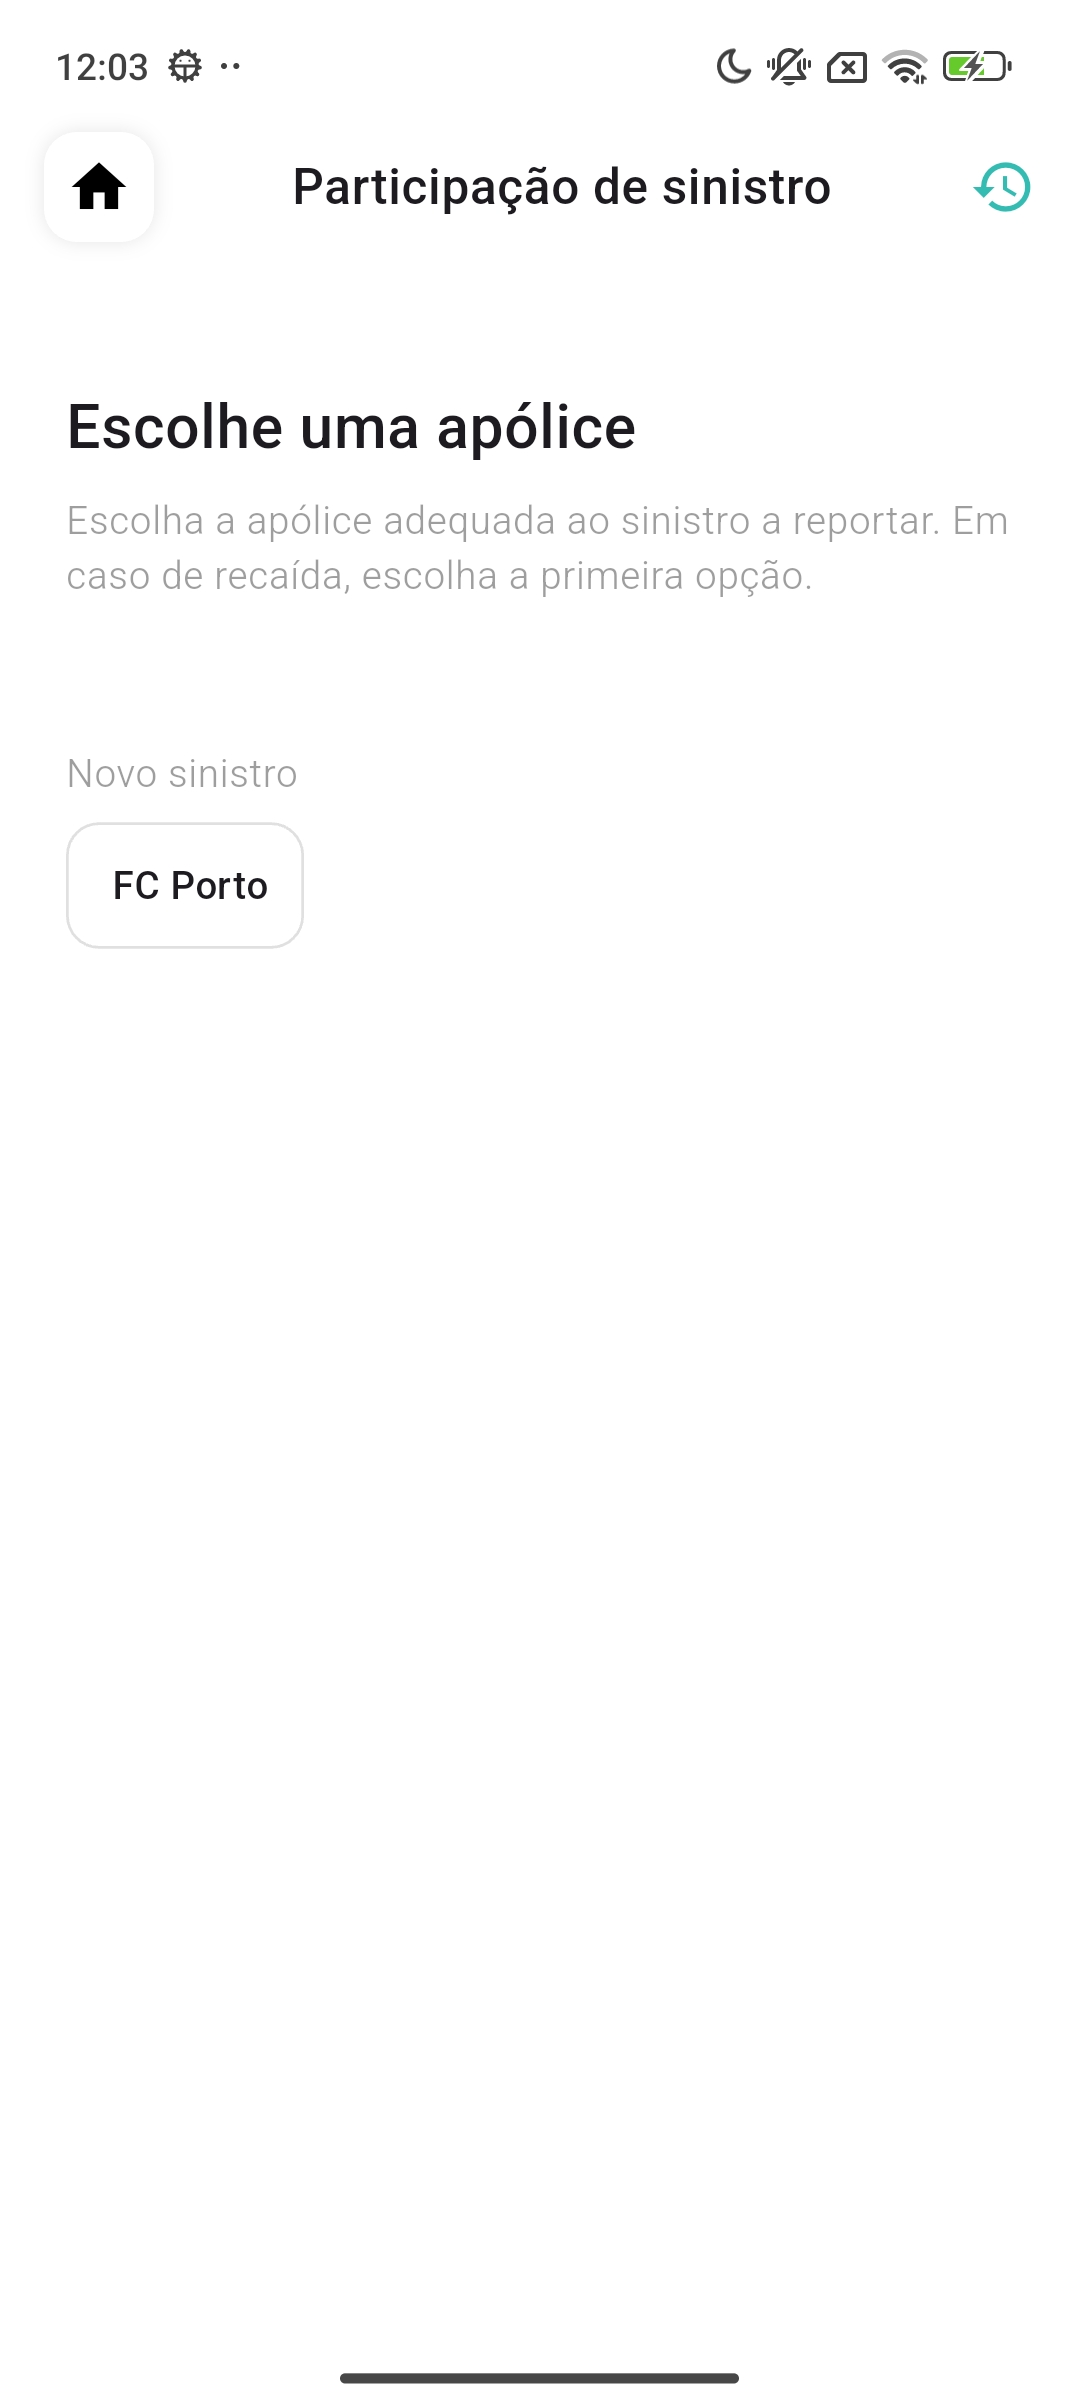 12:03
Participação de sinistro
Escolhe uma apólice
Escolha a apólice adequada ao sinistro a reportar. Em
caso de recaída, escolha a primeira opção.
Novo sinistro
FC Porto